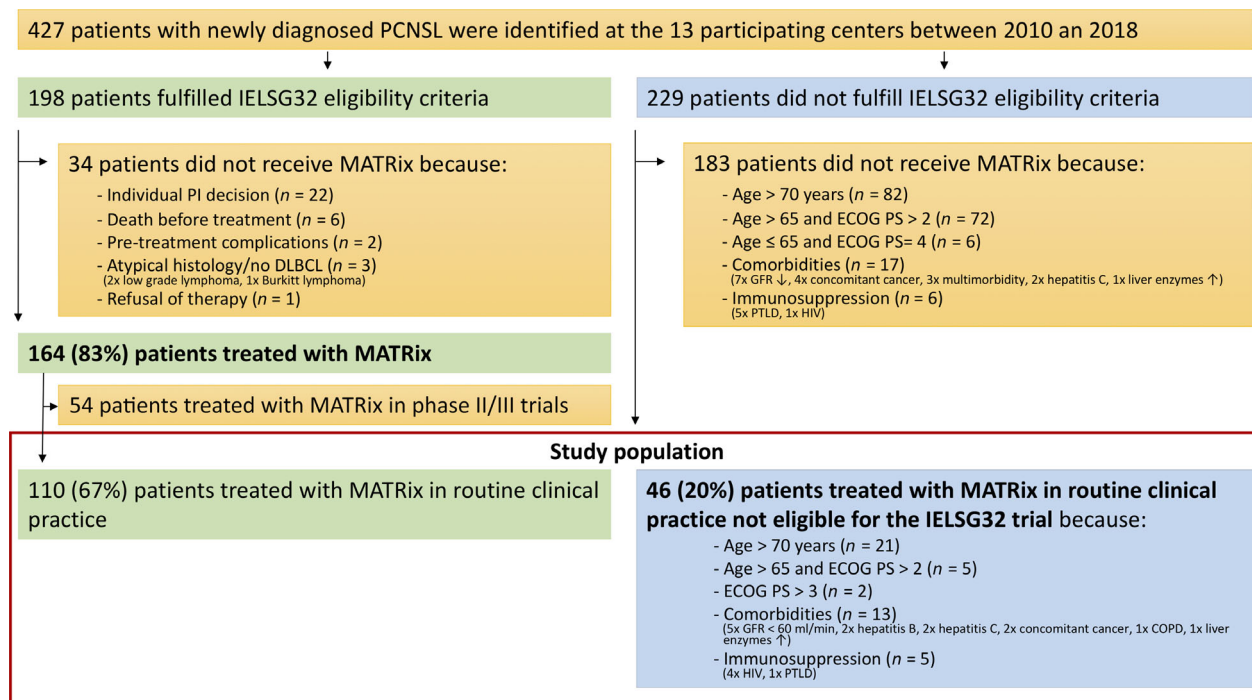 427 patients with newly diagnosed PCNSL were identified at the 13 participating centers between 2010 an 2018
198 patients fulfilled IELSG32 eligibility criteria
229 patients did not fulfill IELSG32 eligibility criteria
34 patients did not receive MATRix because:
- Individual PI decision (n = 22)
- Death before treatment (n = 6)
- Pre-treatment complications (n = 2)
- Atypical histology/no DLBCL (n = 3)
(2x low grade lymphoma, 1x Burkitt lymphoma)
- Refusal of therapy (n = 1)
183 patients did not receive MATRix because:
- Age > 70 years (n = 82)
- Age > 65 and ECOG PS > 2 (n = 72)
- Age ≤ 65 and ECOG PS= 4 (n = 6)
- Comorbidities (n = 17)
(7x GFR ↓, 4x concomitant cancer, 3x multimorbidity, 2x hepatitis C, 1x liver enzymes ↑)
- Immunosuppression (n = 6)
(5x PTLD, 1x HIV)
164 (83%) patients treated with MATRix
54 patients treated with MATRix in phase II/III trials
Study population
110 (67%) patients treated with MATRix in routine clinical
practice
46 (20%) patients treated with MATRix in routine clinical
practice not eligible for the IELSG32 trial because:
- Age > 70 years (n = 21)
- Age > 65 and ECOG PS > 2 (n = 5)
- ECOG PS > 3 (n = 2)
- Comorbidities (n = 13)
(5x GFR < 60 ml/min, 2x hepatitis B, 2x hepatitis C, 2x concomitant cancer, 1x COPD, 1x liver
enzymes ↑)
- Immunosuppression (n = 5)
(4x HIV, 1x PTLD)